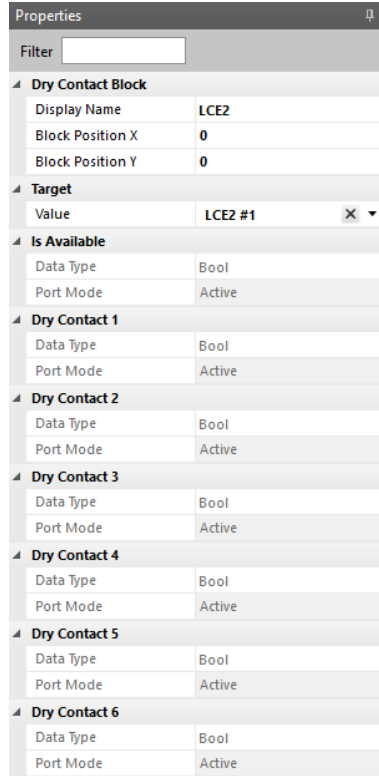 Properties
Filter
Dry Contact Block
Display Name LCE2
Block Position X 0
Block Position Y 0
Target
Value LCE2 #1
Is Available
Data Type Bool
Port Mode Active
Dry Contact 1
Data Type Bool
Port Mode Active
Dry Contact 2
Data Type Bool
Port Mode Active
Dry Contact 3
Data Type Bool
Port Mode Active
Dry Contact 4
Data Type Bool
Port Mode Active
Dry Contact 5
Data Type Bool
Port Mode Active
Dry Contact 6
Data Type Bool
Port Mode Active